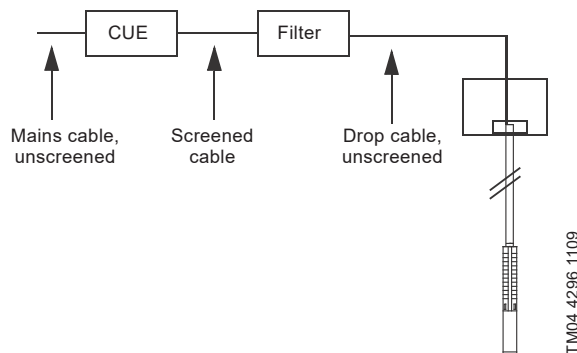 CUE
Filter
Mains cable,
unscreened
Screened
cable
Drop cable,
unscreened
TM04 4296 1109